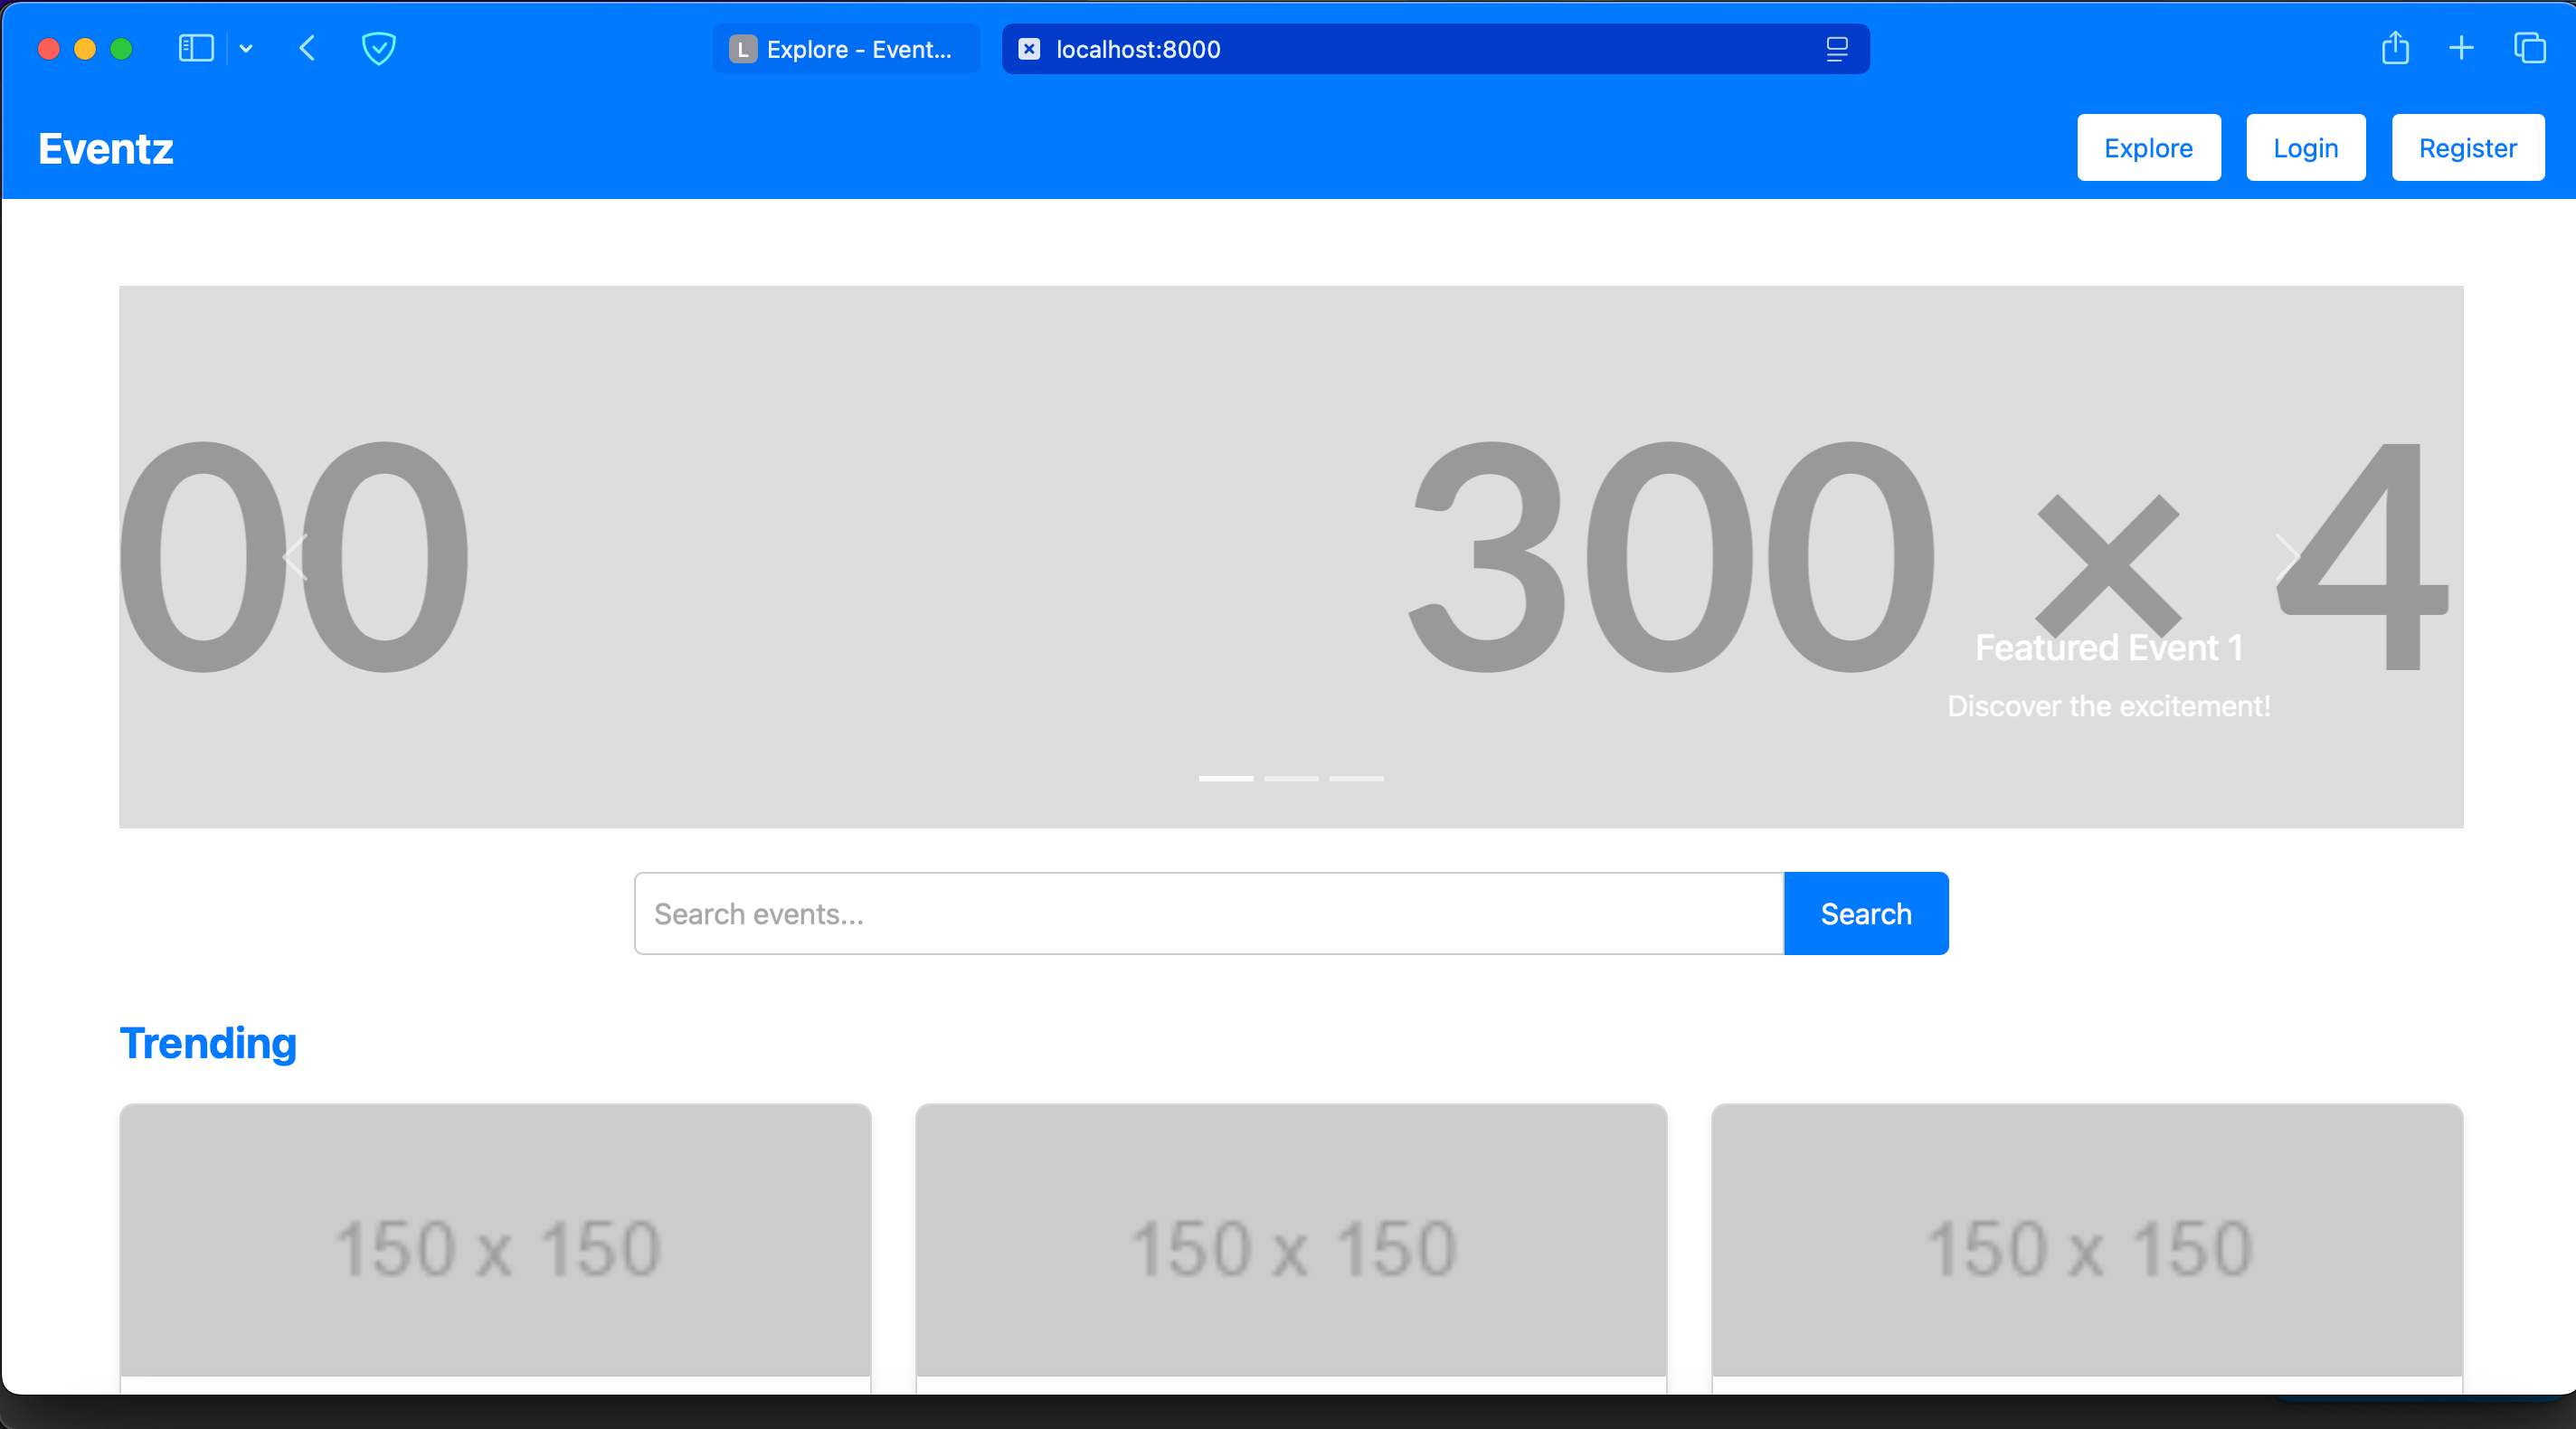 L Explore - Event...
localhost:8000
Eventz
Explore
Login
Register
00
300 × 4
Featured Event 1
Discover the excitement!
Search events...
Search
Trending
150 x 150
150 x 150
150 x 150